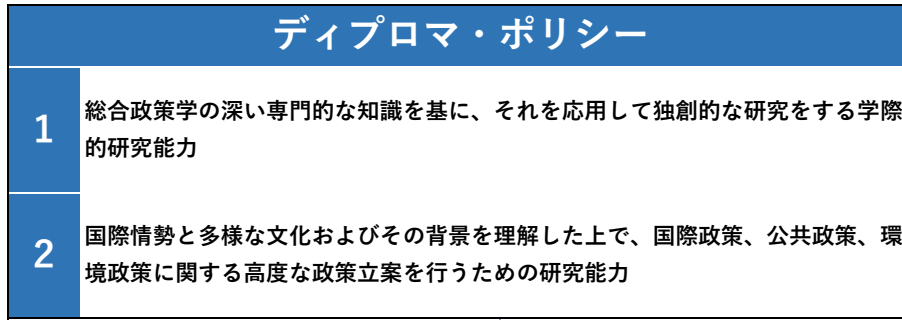 ディプロマ・ポリシー
1
総合政策学の深い専門的な知識を基に、それを応用して独創的な研究をする学際
的研究能力
2
国際情勢と多様な文化およびその背景を理解した上で、国際政策、公共政策、環
境政策に関する高度な政策立案を行うための研究能力